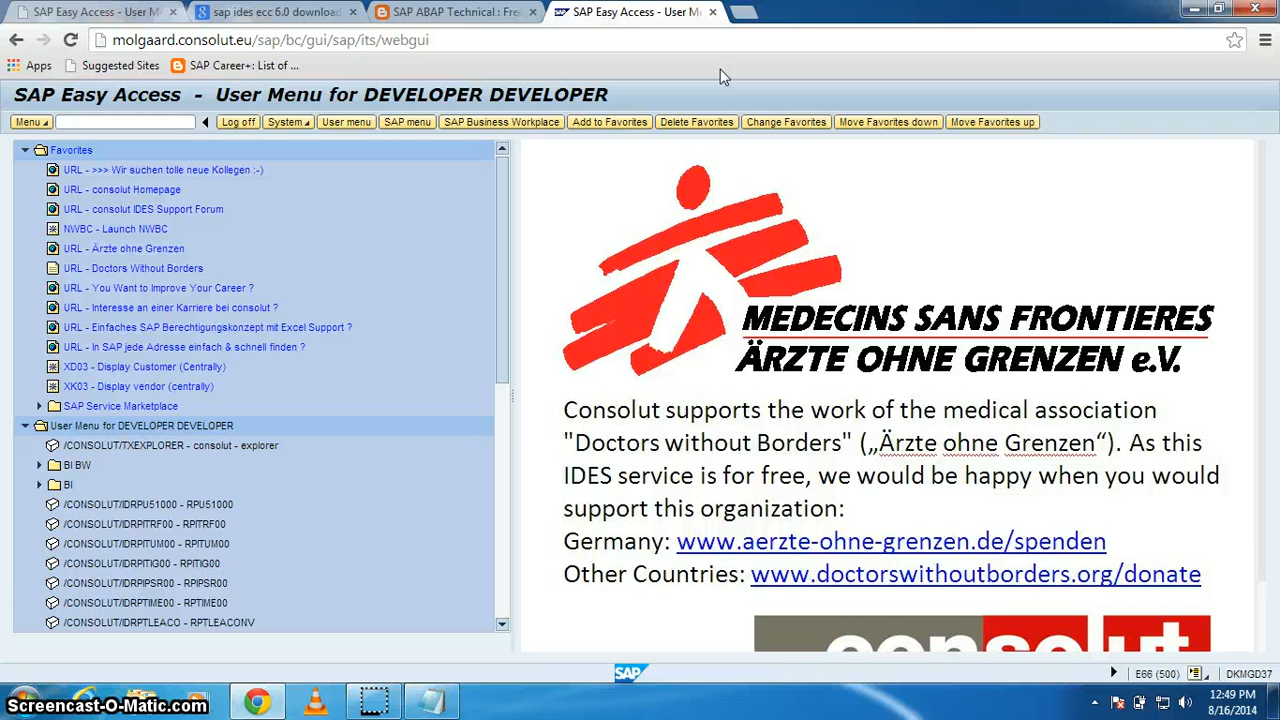 SAP Easy Access - User M
sap ides ecc 6.0 download
SAP ABAP Technical : Free
SAP Easy Access - User M
molgaard.consolut.eu/sap/bc/gui/sap/its/webgui
Apps Suggested Sites SAP Career+: List of ...
SAP Easy Access - User Menu for DEVELOPER DEVELOPER
Menu Log off System User menu SAP menu SAP Business Workplace Add to Favorites Delete Favorites Change Favorites Move Favorites down Move Favorites up
Favorites
URL - >>> Wir suchen tolle neue Kollegen :-)
URL - consolut Homepage
URL - consolut IDES Support Forum
NWBC - Launch NWBC
URL - Ärzte ohne Grenzen
URL - Doctors Without Borders
URL - You Want to Improve Your Career ?
URL - Interesse an einer Karriere bei consolut ?
URL - Einfaches SAP Berechtigungskonzept mit Excel Support ?
URL - In SAP jede Adresse einfach & schnell finden ?
XD03 - Display Customer (Centrally)
XK03 - Display vendor (centrally)
SAP Service Marketplace
User Menu for DEVELOPER DEVELOPER
/CONSOLUT/TXEXPLORER - consolut - explorer
BI BW
BI
/CONSOLUT/IDRPU51000 - RPU51000
/CONSOLUT/IDRPITRF00 - RPITRF00
/CONSOLUT/IDRPITUM00 - RPITUM00
/CONSOLUT/IDRPITIG00 - RPITIG00
/CONSOLUT/IDRPIPSR00 - RPIPSR00
/CONSOLUT/IDRPTIME00 - RPTIME00
/CONSOLUT/IDRPTLEACO - RPTLEACONV
MEDECINS SANS FRONTIERES
ÄRZTE OHNE GRENZEN e.V.
Consolut supports the work of the medical association
"Doctors without Borders" („Ärzte ohne Grenzen“). As this
IDES service is for free, we would be happy when you would
support this organization:
Germany: www.aerzte-ohne-grenzen.de/spenden
Other Countries: www.doctorswithoutborders.org/donate
consolut
SAP
E66 (500) DKMGD37
Screencast-O-Matic.com
12:49 PM
8/16/2014